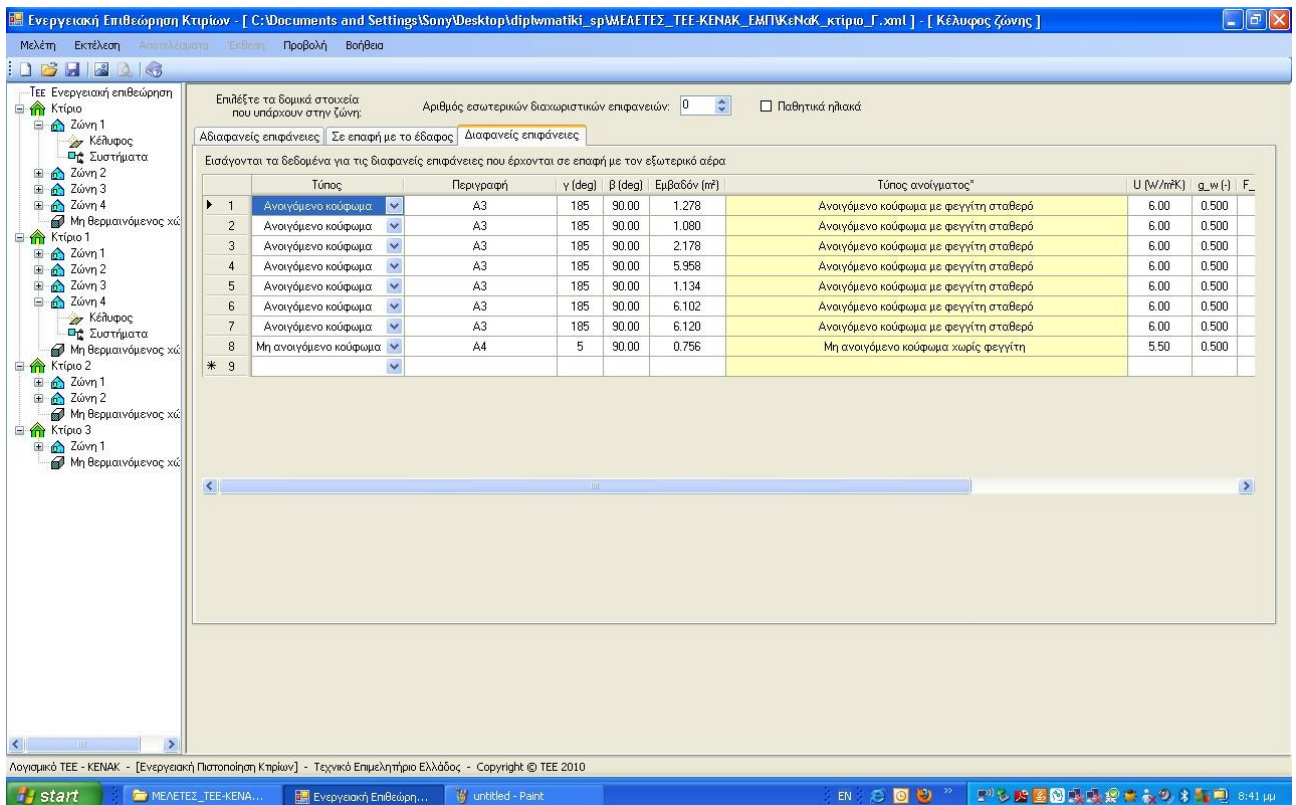 Ενεργειακή Επιθεώρηση Κτιρίων - [ C:\Documents and Settings\Sony\Desktop\diplwmatiki_sp\ΜΕΛΕΤΕΣ_ΤΕΕ-ΚΕΝΑΚ_ΕΜΠ\ΚεΝαΚ_κτίριο_Γ.xml ] - [ Κέλυφος ζώνης ]
Μελέτη Εκτέλεση Αποτελέσματα Έκθεση Προβολή Βοήθεια
ΤΕΕ Ενεργειακή επιθεώρηση
Κτίριο
Ζώνη 1
Κέλυφος
Συστήματα
Ζώνη 2
Ζώνη 3
Ζώνη 4
Μη θερμαινόμενος χώ
Κτίριο 1
Ζώνη 1
Ζώνη 2
Ζώνη 3
Ζώνη 4
Κέλυφος
Συστήματα
Μη θερμαινόμενος χώ
Κτίριο 2
Ζώνη 1
Ζώνη 2
Μη θερμαινόμενος χώ
Κτίριο 3
Ζώνη 1
Μη θερμαινόμενος χώ
Επιλέξτε τα δομικά στοιχεία
που υπάρχουν στην ζώνη:
Αριθμός εσωτερικών διαχωριστικών επιφανειών: 0 Παθητικά ηλιακά
Αδιαφανείς επιφάνειες Σε επαφή με το έδαφος Διαφανείς επιφάνειες
Εισάγονται τα δεδομένα για τις διαφανείς επιφάνειες που έρχονται σε επαφή με τον εξωτερικό αέρα
Τύπος Περιγραφή γ (deg) β (deg) Εμβαδόν (m²) Τύπος ανοίγματος* U (W/m²K) g_w (-) F_
1 Ανοιγόμενο κούφωμα A3 185 90.00 1.278 Ανοιγόμενο κούφωμα με φεγγίτη σταθερό 6.00 0.500
2 Ανοιγόμενο κούφωμα A3 185 90.00 1.080 Ανοιγόμενο κούφωμα με φεγγίτη σταθερό 6.00 0.500
3 Ανοιγόμενο κούφωμα A3 185 90.00 2.178 Ανοιγόμενο κούφωμα με φεγγίτη σταθερό 6.00 0.500
4 Ανοιγόμενο κούφωμα A3 185 90.00 5.958 Ανοιγόμενο κούφωμα με φεγγίτη σταθερό 6.00 0.500
5 Ανοιγόμενο κούφωμα A3 185 90.00 1.134 Ανοιγόμενο κούφωμα με φεγγίτη σταθερό 6.00 0.500
6 Ανοιγόμενο κούφωμα A3 185 90.00 6.102 Ανοιγόμενο κούφωμα με φεγγίτη σταθερό 6.00 0.500
7 Ανοιγόμενο κούφωμα A3 185 90.00 6.120 Ανοιγόμενο κούφωμα με φεγγίτη σταθερό 6.00 0.500
8 Μη ανοιγόμενο κούφωμα A4 5 90.00 0.756 Μη ανοιγόμενο κούφωμα χωρίς φεγγίτη 5.50 0.500
* 9
Λογισμικό ΤΕΕ - ΚΕΝΑΚ - [Ενεργειακή Πιστοποίηση Κτιρίων] - Τεχνικό Επιμελητήριο Ελλάδος - Copyright © ΤΕΕ 2010
start ΜΕΛΕΤΕΣ_ΤΕΕ-ΚΕΝΑ... Ενεργειακή Επιθεώρη... untitled - Paint EN 8:41 μμ